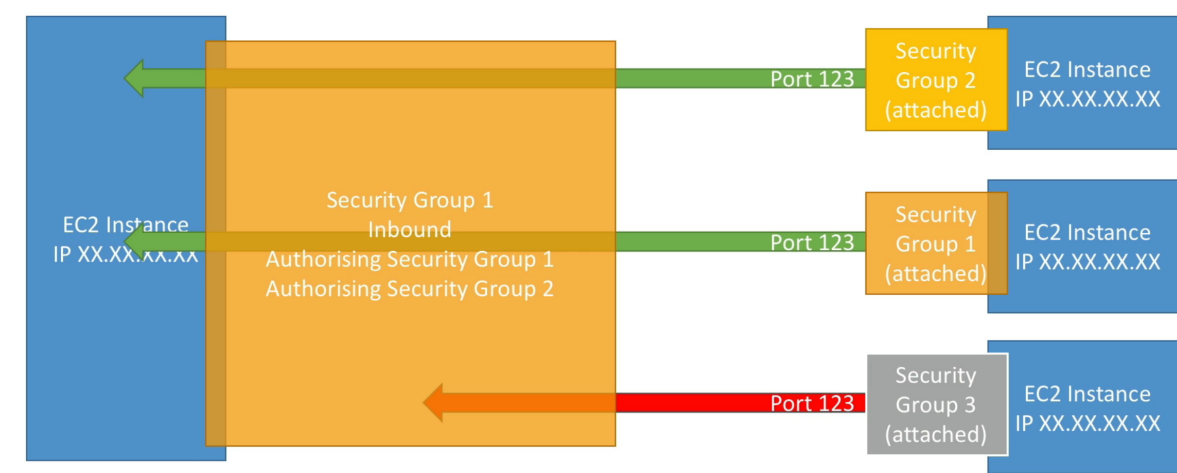 EC2 Instance
IP XX.XX.XX.XX
Security Group 1
Inbound
Authorising Security Group 1
Authorising Security Group 2
Port 123
Security
Group 2
(attached)
EC2 Instance
IP XX.XX.XX.XX
Port 123
Security
Group 1
(attached)
EC2 Instance
IP XX.XX.XX.XX
Port 123
Security
Group 3
(attached)
EC2 Instance
IP XX.XX.XX.XX